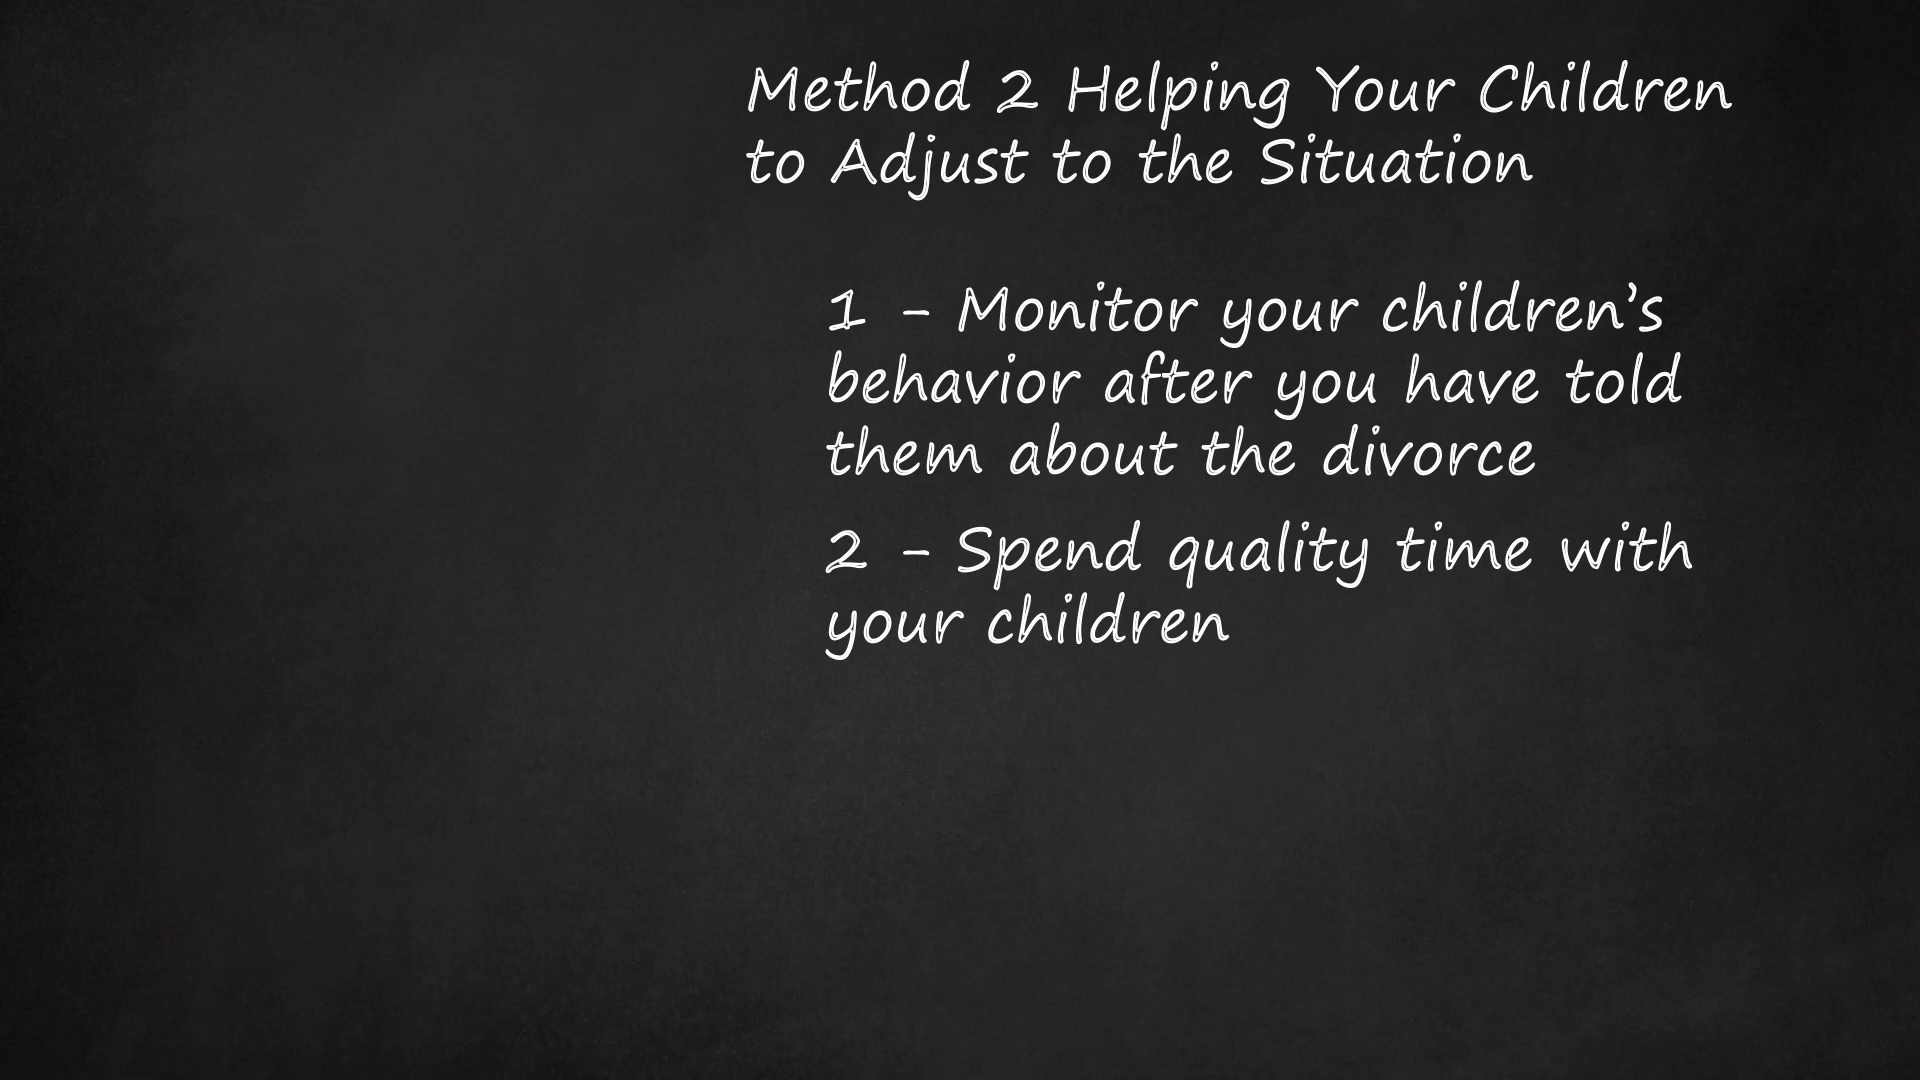 Method 2 Helping Your Children
to Adjust to the Situation
1 - Monitor your children’s
behavior after you have told
them about the divorce
2 - Spend quality time with
your children